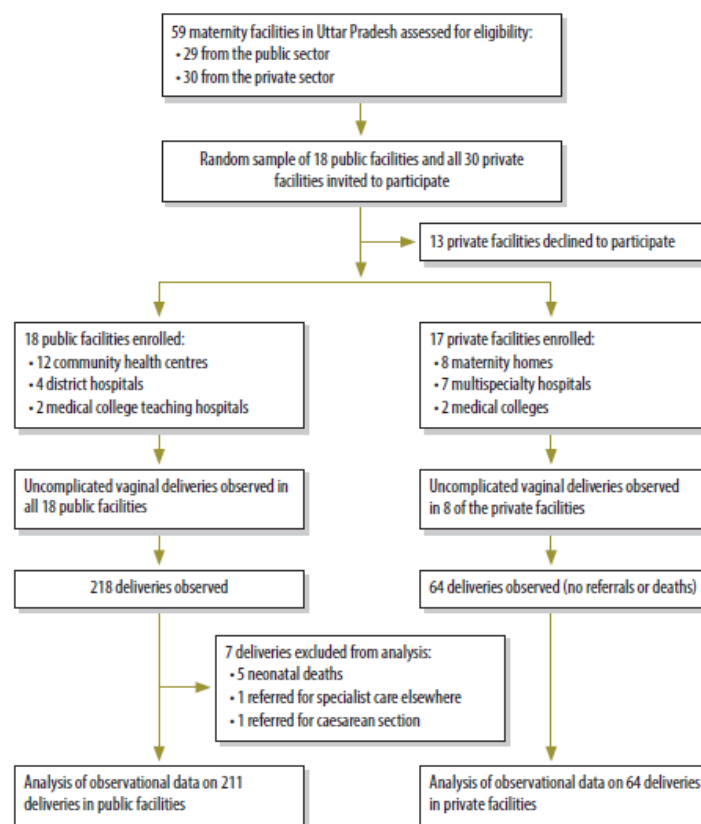 59 maternity facilities in Uttar Pradesh assessed for eligibility:
• 29 from the public sector
• 30 from the private sector
Random sample of 18 public facilities and all 30 private
facilities invited to participate
13 private facilities declined to participate
18 public facilities enrolled:
• 12 community health centres
• 4 district hospitals
• 2 medical college teaching hospitals
17 private facilities enrolled:
• 8 maternity homes
• 7 multispecialty hospitals
• 2 medical colleges
Uncomplicated vaginal deliveries observed in
all 18 public facilities
Uncomplicated vaginal deliveries observed
in 8 of the private facilities
218 deliveries observed
64 deliveries observed (no referrals or deaths)
7 deliveries excluded from analysis:
• 5 neonatal deaths
• 1 referred for specialist care elsewhere
• 1 referred for caesarean section
Analysis of observational data on 211
deliveries in public facilities
Analysis of observational data on 64 deliveries
in private facilities